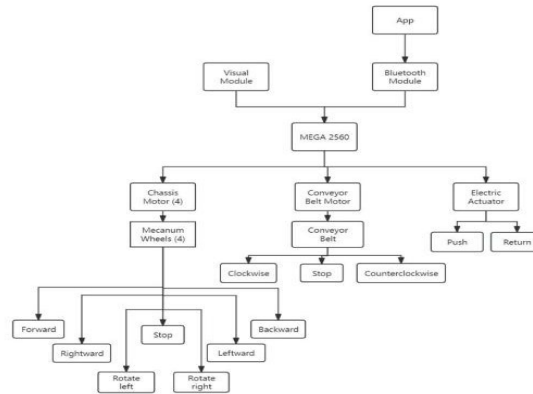 App
Visual
Module
Bluetooth
Module
MEGA 2560
Chassis
Motor (4)
Conveyor
Belt Motor
Electric
Actuator
Mecanum
Wheels (4)
Conveyor
Belt
Push
Return
Clockwise
Stop
Counterclockwise
Forward
Stop
Backward
Rightward
Leftward
Rotate
left
Rotate
right